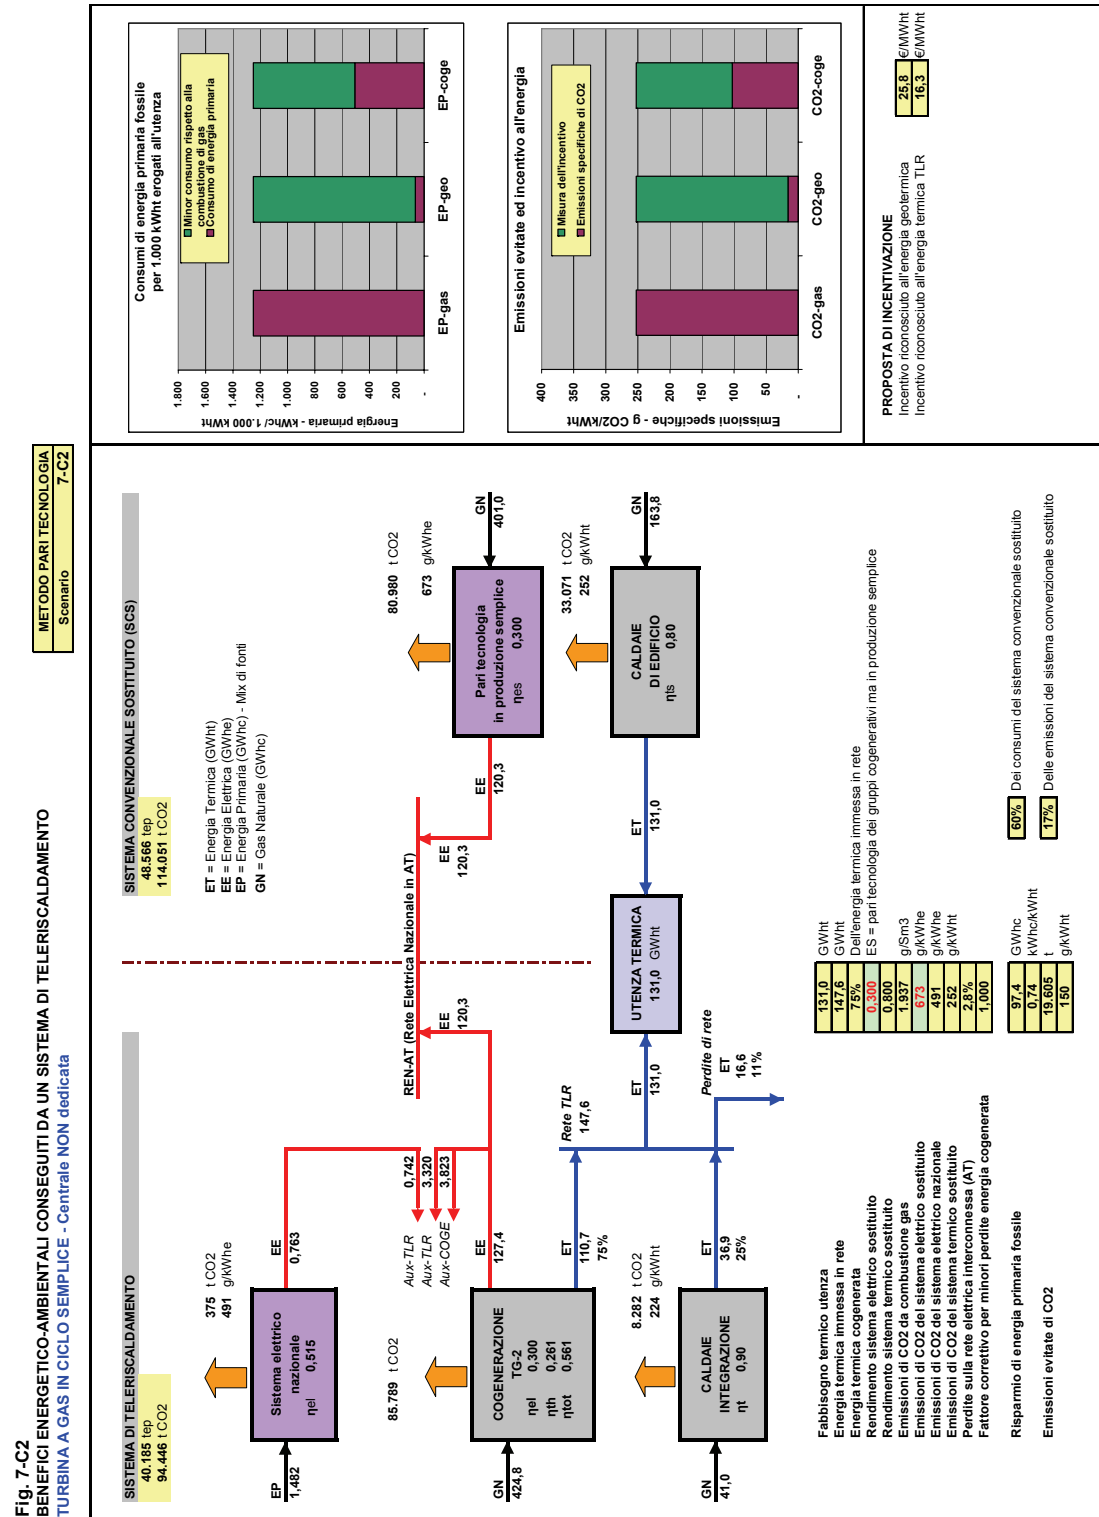 Fig. 7-C2
BENEFICI ENERGETICO-AMBIENTALI CONSEGUITI DA UN SISTEMA DI TELERISCALDAMENTO
TURBINA A GAS IN CICLO SEMPLICE - Centrale NON dedicata
METODO PARI TECNOLOGIA
Scenario 7-C2
SISTEMA DI TELERISCALDAMENTO
40.185 tep
94.446 t CO2
SISTEMA CONVENZIONALE SOSTITUITO (SCS)
48.566 tep
114.051 t CO2
ET = Energia Termica (GWht)
EE = Energia Elettrica (GWhe)
EP = Energia Primaria (GWhc) - Mix di fonti
GN = Gas Naturale (GWhc)
375 t CO2
491 g/kWhe
EP
1,482
Sistema elettrico
nazionale
ηel 0,515
EE
0,763
REN-AT (Rete Elettrica Nazionale in AT)
Aux-TLR 0,742
Aux-TLR 3,320
Aux-COGE 3,823
EE
120,3
EE
120,3
EE
120,3
80.980 t CO2
673 g/kWhe
Pari tecnologia
in produzione semplice
ηes 0,300
GN
401,0
85.789 t CO2
GN
424,8
COGENERAZIONE
TG-2
ηel 0,300
ηth 0,261
ηtot 0,561
EE
127,4
ET
110,7
75%
Rete TLR
147,6
ET
131,0
UTENZA TERMICA
131,0 GWht
ET
131,0
33.071 t CO2
252 g/kWht
CALDAIE
DI EDIFICIO
ηts 0,80
GN
163,8
8.282 t CO2
224 g/kWht
GN
41,0
CALDAIE
INTEGRAZIONE
ηt 0,90
ET
36,9
25%
Perdite di rete
ET
16,6
11%
Fabbisogno termico utenza 131,0 GWht
Energia termica immessa in rete 147,6 GWht
Energia termica cogenerata 75% Dell'energia termica immessa in rete
Rendimento sistema elettrico sostituito 0,300 ES = pari tecnologia dei gruppi cogenerativi ma in produzione semplice
Rendimento sistema termico sostituito 0,800
Emissioni di CO2 da combustione gas 1.937 g/Sm3
Emissioni di CO2 del sistema elettrico sostituito 673 g/kWhe
Emissioni di CO2 del sistema elettrico nazionale 491 g/kWhe
Emissioni di CO2 del sistema termico sostituito 252 g/kWht
Perdite sulla rete elettrica interconnessa (AT) 2,8%
Fattore correttivo per minori perdite energia cogenerata 1,000
Risparmio di energia primaria fossile 97,4 GWhc 60% Dei consumi del sistema convenzionale sostituito
0,74 kWhc/kWht
Emissioni evitate di CO2 19.605 t 17% Delle emissioni del sistema convenzionale sostituito
150 g/kWht
Consumi di energia primaria fossile
per 1.000 kWht erogati all'utenza
Energia primaria - kWhc/ 1.000 kWht
1.800
1.600
1.400
1.200
1.000
800
600
400
200
-
Minor consumo rispetto alla
combustione di gas
Consumo di energia primaria
EP-gas
EP-geo
EP-coge
Emissioni evitate ed incentivo all'energia
Emissioni specifiche - g CO2/kWht
400
350
300
250
200
150
100
50
-
Misura dell'incentivo
Emissioni specifiche di CO2
CO2-gas
CO2-geo
CO2-coge
PROPOSTA DI INCENTIVAZIONE
Incentivo riconosciuto all'energia geotermica 25,8 €/MWht
Incentivo riconosciuto all'energia termica TLR 16,3 €/MWht